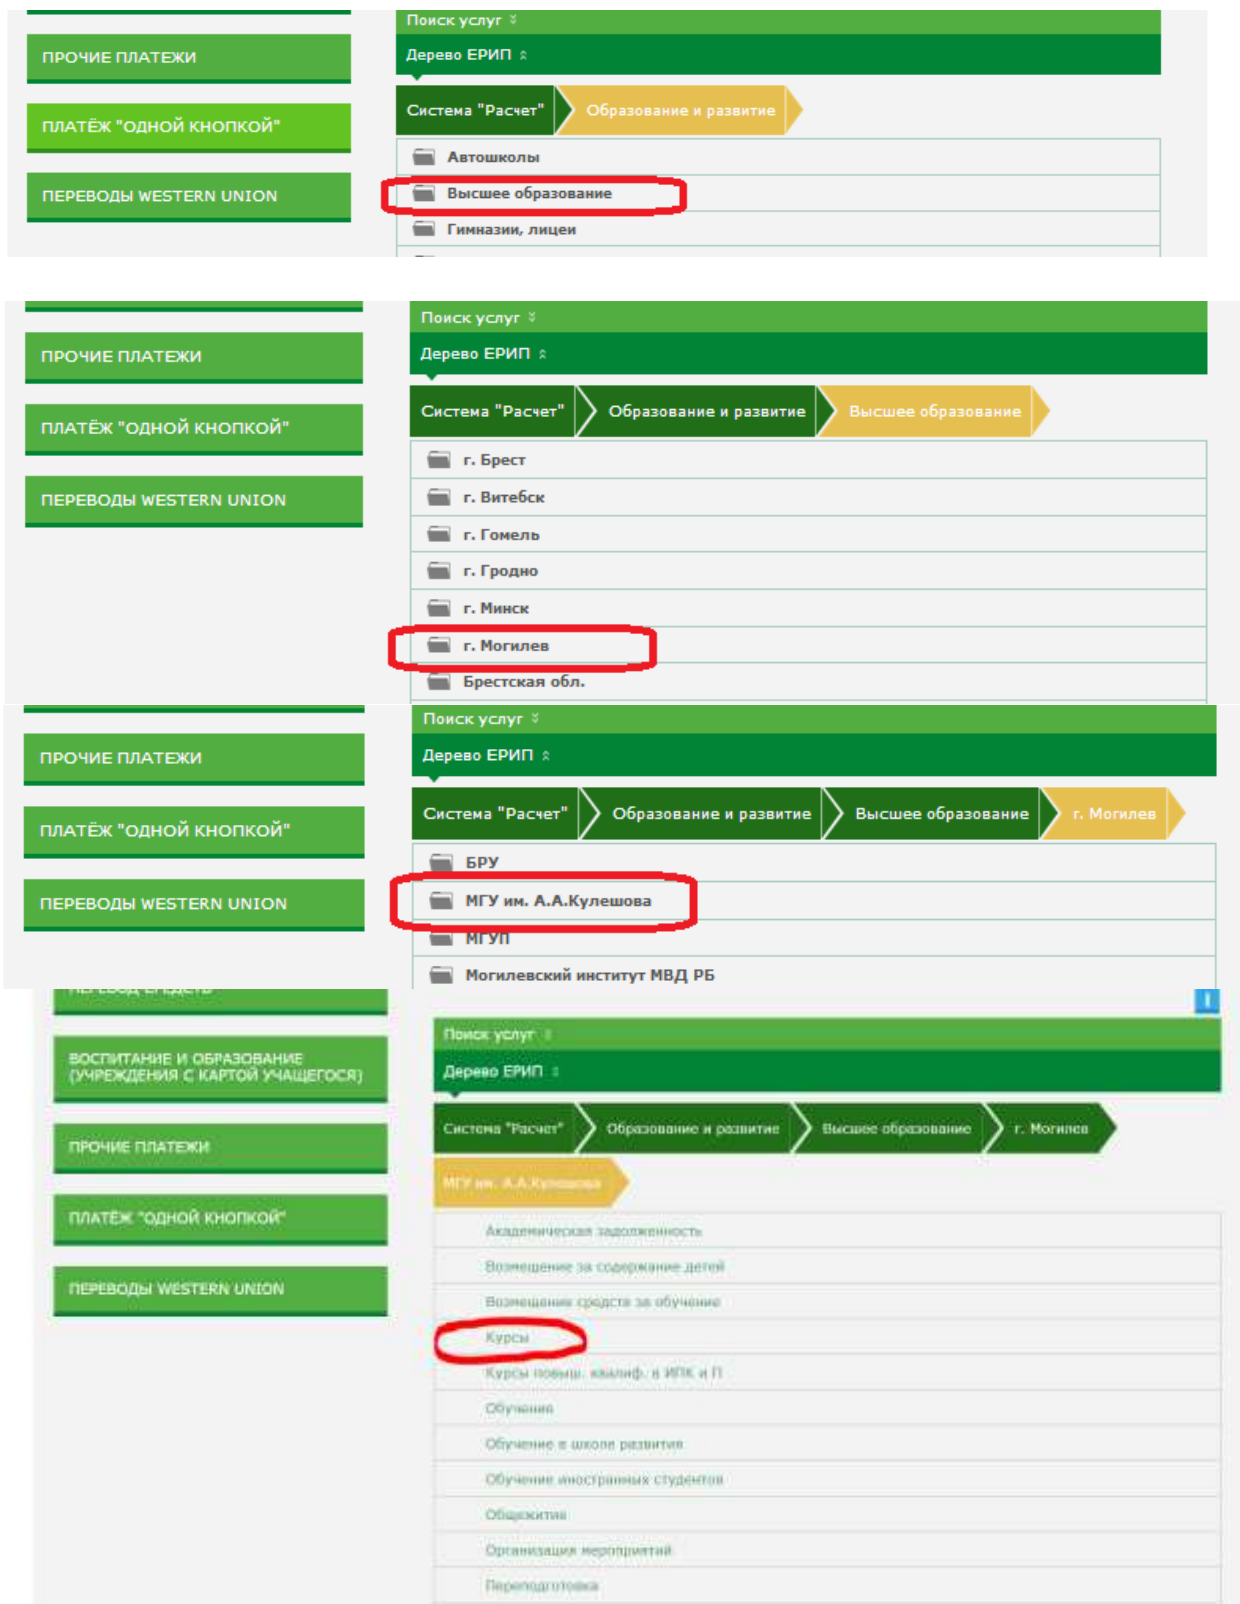 Поиск услуг
ПРОЧИЕ ПЛАТЕЖИ
Дерево ЕРИП
ПЛАТЁЖ "ОДНОЙ КНОПКОЙ"
Система "Расчет"
Образование и развитие
Автошколы
ПЕРЕВОДЫ WESTERN UNION
Высшее образование
Гимназии, лицеи
Поиск услуг
ПРОЧИЕ ПЛАТЕЖИ
Дерево ЕРИП
ПЛАТЁЖ "ОДНОЙ КНОПКОЙ"
Система "Расчет"
Образование и развитие
Высшее образование
г. Брест
ПЕРЕВОДЫ WESTERN UNION
г. Витебск
г. Гомель
г. Гродно
г. Минск
г. Могилев
Брестская обл.
Поиск услуг
ПРОЧИЕ ПЛАТЕЖИ
Дерево ЕРИП
ПЛАТЁЖ "ОДНОЙ КНОПКОЙ"
Система "Расчет"
Образование и развитие
Высшее образование
г. Могилев
БРУ
ПЕРЕВОДЫ WESTERN UNION
МГУ им. А.А.Кулешова
МГУП
Могилевский институт МВД РБ
Поиск услуг
ВОСПИТАНИЕ И ОБРАЗОВАНИЕ
(УЧРЕЖДЕНИЯ С КАРТОЙ УЧАЩЕГОСЯ)
Дерево ЕРИП
ПРОЧИЕ ПЛАТЕЖИ
Система "Расчет"
Образование и развитие
Высшее образование
г. Могилев
МГУ им. А.А.Кулешова
ПЛАТЁЖ "ОДНОЙ КНОПКОЙ"
Академическая задолженность
Возмещение за содержание детей
ПЕРЕВОДЫ WESTERN UNION
Возмещение средств за обучение
Курсы
Курсы повыш. квалиф. в ИПК и П
Обучение
Обучение в школе развития
Обучение иностранных студентов
Общежития
Организация мероприятий
Переподготовка